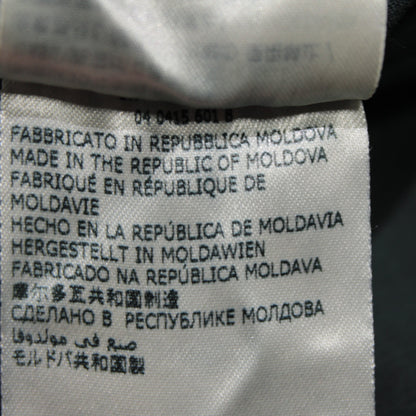 04 0415 601 8
FABBRICATO IN REPUBBLICA MOLDOVA
MADE IN THE REPUBLIC OF MOLDOVA
FABRIQUÉ EN RÉPUBLIQUE DE
MOLDAVIE
HECHO EN LA REPÚBLICA DE MOLDAVIA
HERGESTELLT IN MOLDAWIEN
FABRICADO NA REPÚBLICA MOLDAVA
摩尔多瓦共和国制造
СДЕЛАНО В РЕСПУБЛИКЕ МОЛДОВА
صنع في مولدوفا
モルドバ共和国製